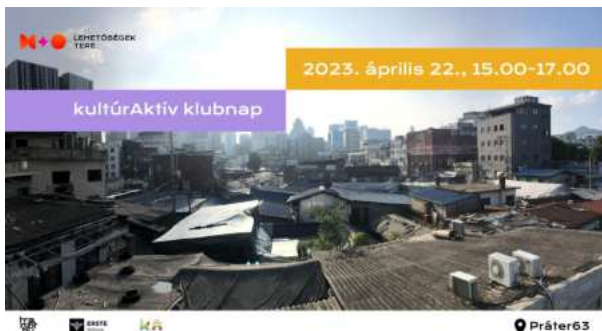 LEHETŐSÉGEK
TERE
2023. április 22., 15.00-17.00
kultúrAktív klubnap
ERSTE
Práter63